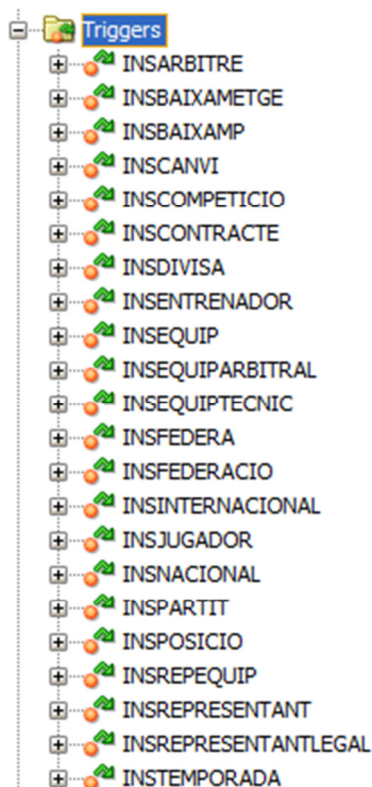 Triggers
INSARBITRE
INSBAIXAMETGE
INSBAIXAMP
INSCANVI
INSCOMPETICIO
INSCONTRACTE
INSDIVISA
INSENTRENADOR
INSEQUIP
INSEQUIPARBITRAL
INSEQUIPTECNIC
INSFEDERA
INSFEDERACIO
INSINTERNACIONAL
INSJUGADOR
INSNACIONAL
INSPARTIT
INSPOSICIO
INSREPEQUIP
INSREPRESENTANT
INSREPRESENTANTLEGAL
INSTEMPORADA